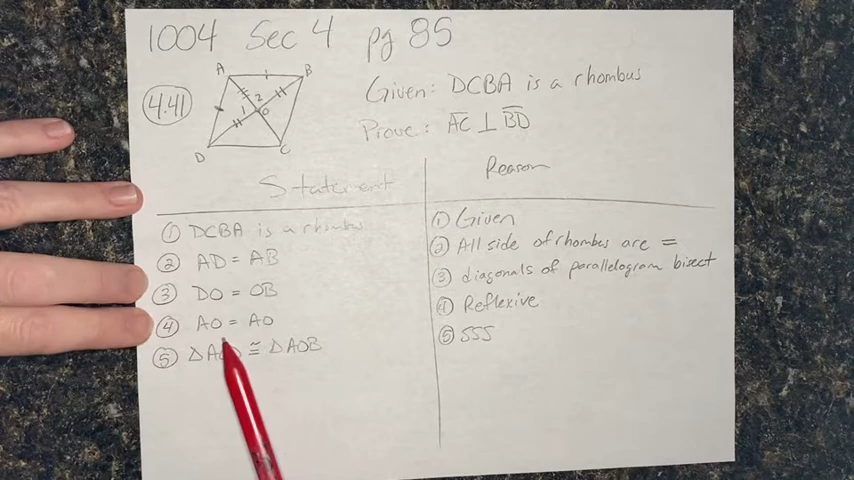 1004 Sec 4 pg 85
4.41
A
B
1
2
O
D
C
Given: DCBA is a rhombus
Prove: AC ⊥ BD
Statement
Reason
① DCBA is a rhombus
① Given
② AD = AB
② All side of rhombus are =
③ DO = OB
③ diagonals of parallelogram bisect
④ AO = AO
④ Reflexive
⑤ ≅ △AOB
⑤ SSS